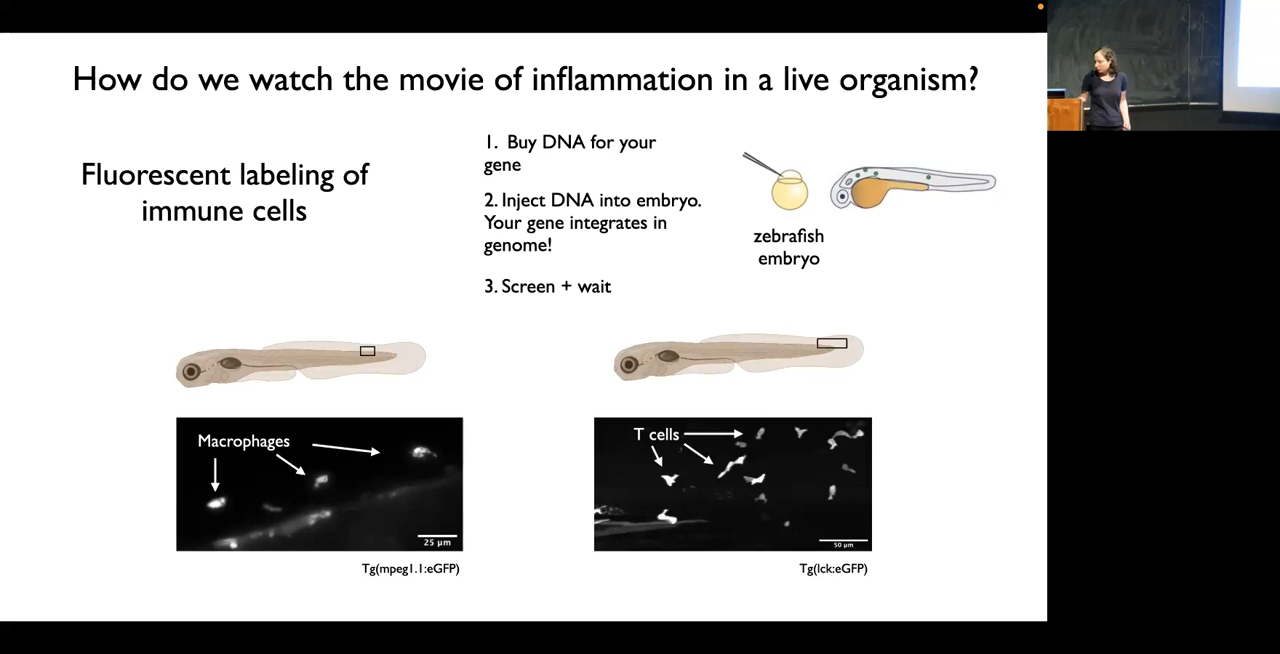 How do we watch the movie of inflammation in a live organism?
Fluorescent labeling of
immune cells
1. Buy DNA for your
gene
2. Inject DNA into embryo.
Your gene integrates in
genome!
3. Screen + wait
zebrafish
embryo
Macrophages
25 µm
Tg(mpeg1.1:eGFP)
T cells
50 µm
Tg(lck:eGFP)